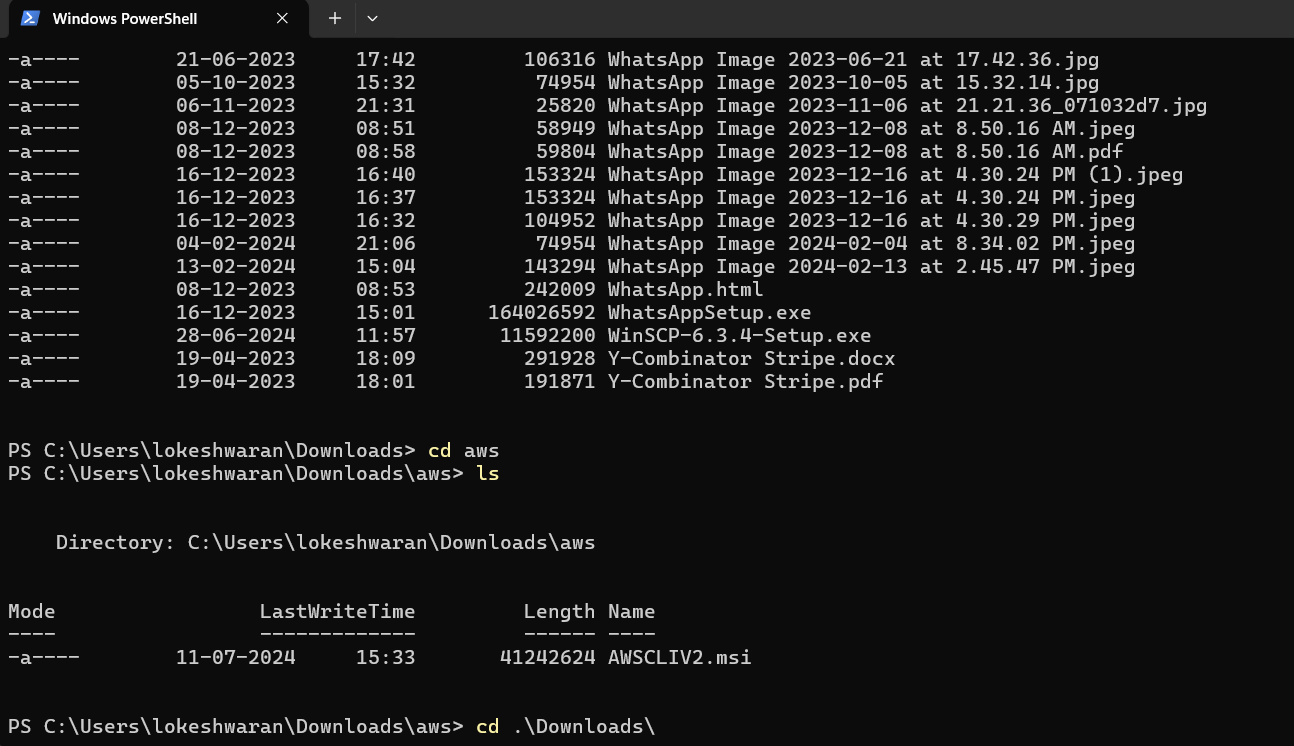 Windows PowerShell
-a---- 21-06-2023 17:42 106316 WhatsApp Image 2023-06-21 at 17.42.36.jpg
-a---- 05-10-2023 15:32 74954 WhatsApp Image 2023-10-05 at 15.32.14.jpg
-a---- 06-11-2023 21:31 25820 WhatsApp Image 2023-11-06 at 21.21.36_071032d7.jpg
-a---- 08-12-2023 08:51 58949 WhatsApp Image 2023-12-08 at 8.50.16 AM.jpeg
-a---- 08-12-2023 08:58 59804 WhatsApp Image 2023-12-08 at 8.50.16 AM.pdf
-a---- 16-12-2023 16:40 153324 WhatsApp Image 2023-12-16 at 4.30.24 PM (1).jpeg
-a---- 16-12-2023 16:37 153324 WhatsApp Image 2023-12-16 at 4.30.24 PM.jpeg
-a---- 16-12-2023 16:32 104952 WhatsApp Image 2023-12-16 at 4.30.29 PM.jpeg
-a---- 04-02-2024 21:06 74954 WhatsApp Image 2024-02-04 at 8.34.02 PM.jpeg
-a---- 13-02-2024 15:04 143294 WhatsApp Image 2024-02-13 at 2.45.47 PM.jpeg
-a---- 08-12-2023 08:53 242009 WhatsApp.html
-a---- 16-12-2023 15:01 164026592 WhatsAppSetup.exe
-a---- 28-06-2024 11:57 11592200 WinSCP-6.3.4-Setup.exe
-a---- 19-04-2023 18:09 291928 Y-Combinator Stripe.docx
-a---- 19-04-2023 18:01 191871 Y-Combinator Stripe.pdf
PS C:\Users\lokeshwaran\Downloads> cd aws
PS C:\Users\lokeshwaran\Downloads\aws> ls
Directory: C:\Users\lokeshwaran\Downloads\aws
Mode LastWriteTime Length Name
---- ------------- ------ ----
-a---- 11-07-2024 15:33 41242624 AWSCLIV2.msi
PS C:\Users\lokeshwaran\Downloads\aws> cd .\Downloads\